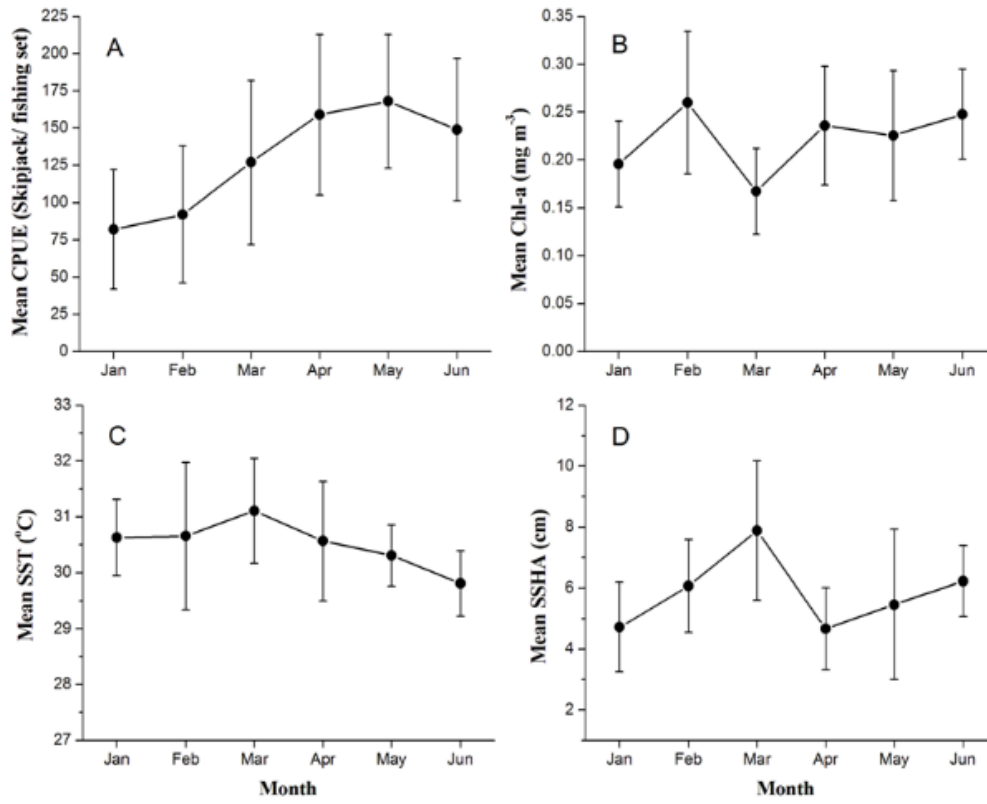 A
Mean CPUE (Skipjack/ fishing set)
225
200
175
150
125
100
75
50
25
0
Jan Feb Mar Apr May Jun
B
Mean Chl-a (mg m⁻³)
0.35
0.30
0.25
0.20
0.15
0.10
0.05
0.00
Jan Feb Mar Apr May Jun
C
Mean SST (°C)
33
32
31
30
29
28
27
Jan Feb Mar Apr May Jun
Month
D
Mean SSHA (cm)
12
10
8
6
4
2
Jan Feb Mar Apr May Jun
Month